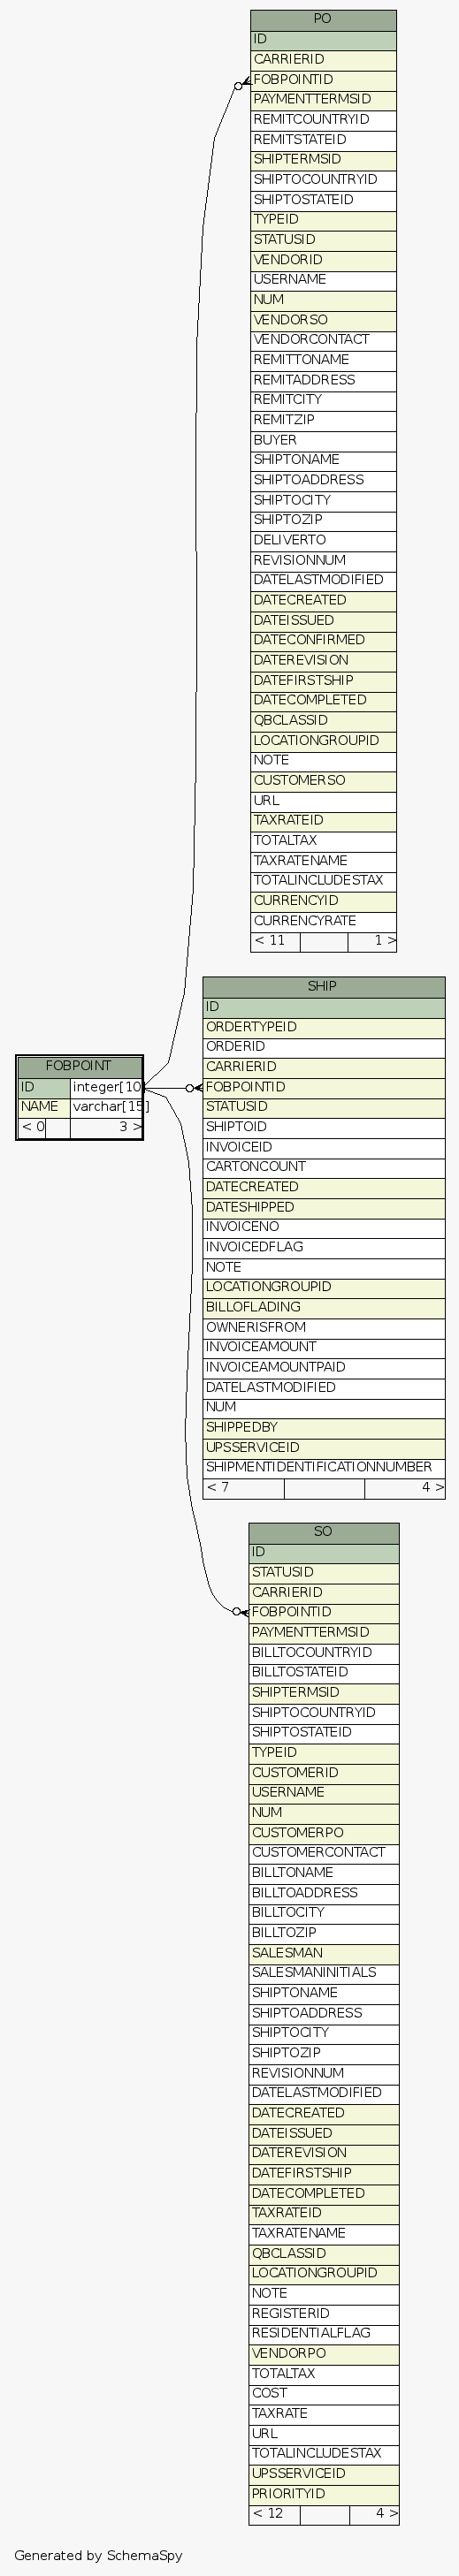 PO
ID
CARRIERID
FOBPOINTID
PAYMENTTERMSID
REMITCOUNTRYID
REMITSTATEID
SHIPTERMSID
SHIPTOCOUNTRYID
SHIPTOSTATEID
TYPEID
STATUSID
VENDORID
USERNAME
NUM
VENDORSO
VENDORCONTACT
REMITTONAME
REMITADDRESS
REMITCITY
REMITZIP
BUYER
SHIPTONAME
SHIPTOADDRESS
SHIPTOCITY
SHIPTOZIP
DELIVERTO
REVISIONNUM
DATELASTMODIFIED
DATECREATED
DATEISSUED
DATECONFIRMED
DATEREVISION
DATEFIRSTSHIP
DATECOMPLETED
QBCLASSID
LOCATIONGROUPID
NOTE
CUSTOMERSO
URL
TAXRATEID
TOTALTAX
TAXRATENAME
TOTALINCLUDESTAX
CURRENCYID
CURRENCYRATE
< 11 1 >
FOBPOINT
ID integer[10]
NAME varchar[15]
< 0 3 >
SHIP
ID
ORDERTYPEID
ORDERID
CARRIERID
FOBPOINTID
STATUSID
SHIPTOID
INVOICEID
CARTONCOUNT
DATECREATED
DATESHIPPED
INVOICENO
INVOICEDFLAG
NOTE
LOCATIONGROUPID
BILLOFLADING
OWNERISFROM
INVOICEAMOUNT
INVOICEAMOUNTPAID
DATELASTMODIFIED
NUM
SHIPPEDBY
UPSSERVICEID
SHIPMENTIDENTIFICATIONNUMBER
< 7 4 >
SO
ID
STATUSID
CARRIERID
FOBPOINTID
PAYMENTTERMSID
BILLTOCOUNTRYID
BILLTOSTATEID
SHIPTERMSID
SHIPTOCOUNTRYID
SHIPTOSTATEID
TYPEID
CUSTOMERID
USERNAME
NUM
CUSTOMERPO
CUSTOMERCONTACT
BILLTONAME
BILLTOADDRESS
BILLTOCITY
BILLTOZIP
SALESMAN
SALESMANINITIALS
SHIPTONAME
SHIPTOADDRESS
SHIPTOCITY
SHIPTOZIP
REVISIONNUM
DATELASTMODIFIED
DATECREATED
DATEISSUED
DATEREVISION
DATEFIRSTSHIP
DATECOMPLETED
TAXRATEID
TAXRATENAME
QBCLASSID
LOCATIONGROUPID
NOTE
REGISTERID
RESIDENTIALFLAG
VENDORPO
TOTALTAX
COST
TAXRATE
URL
TOTALINCLUDESTAX
UPSSERVICEID
PRIORITYID
< 12 4 >
Generated by SchemaSpy